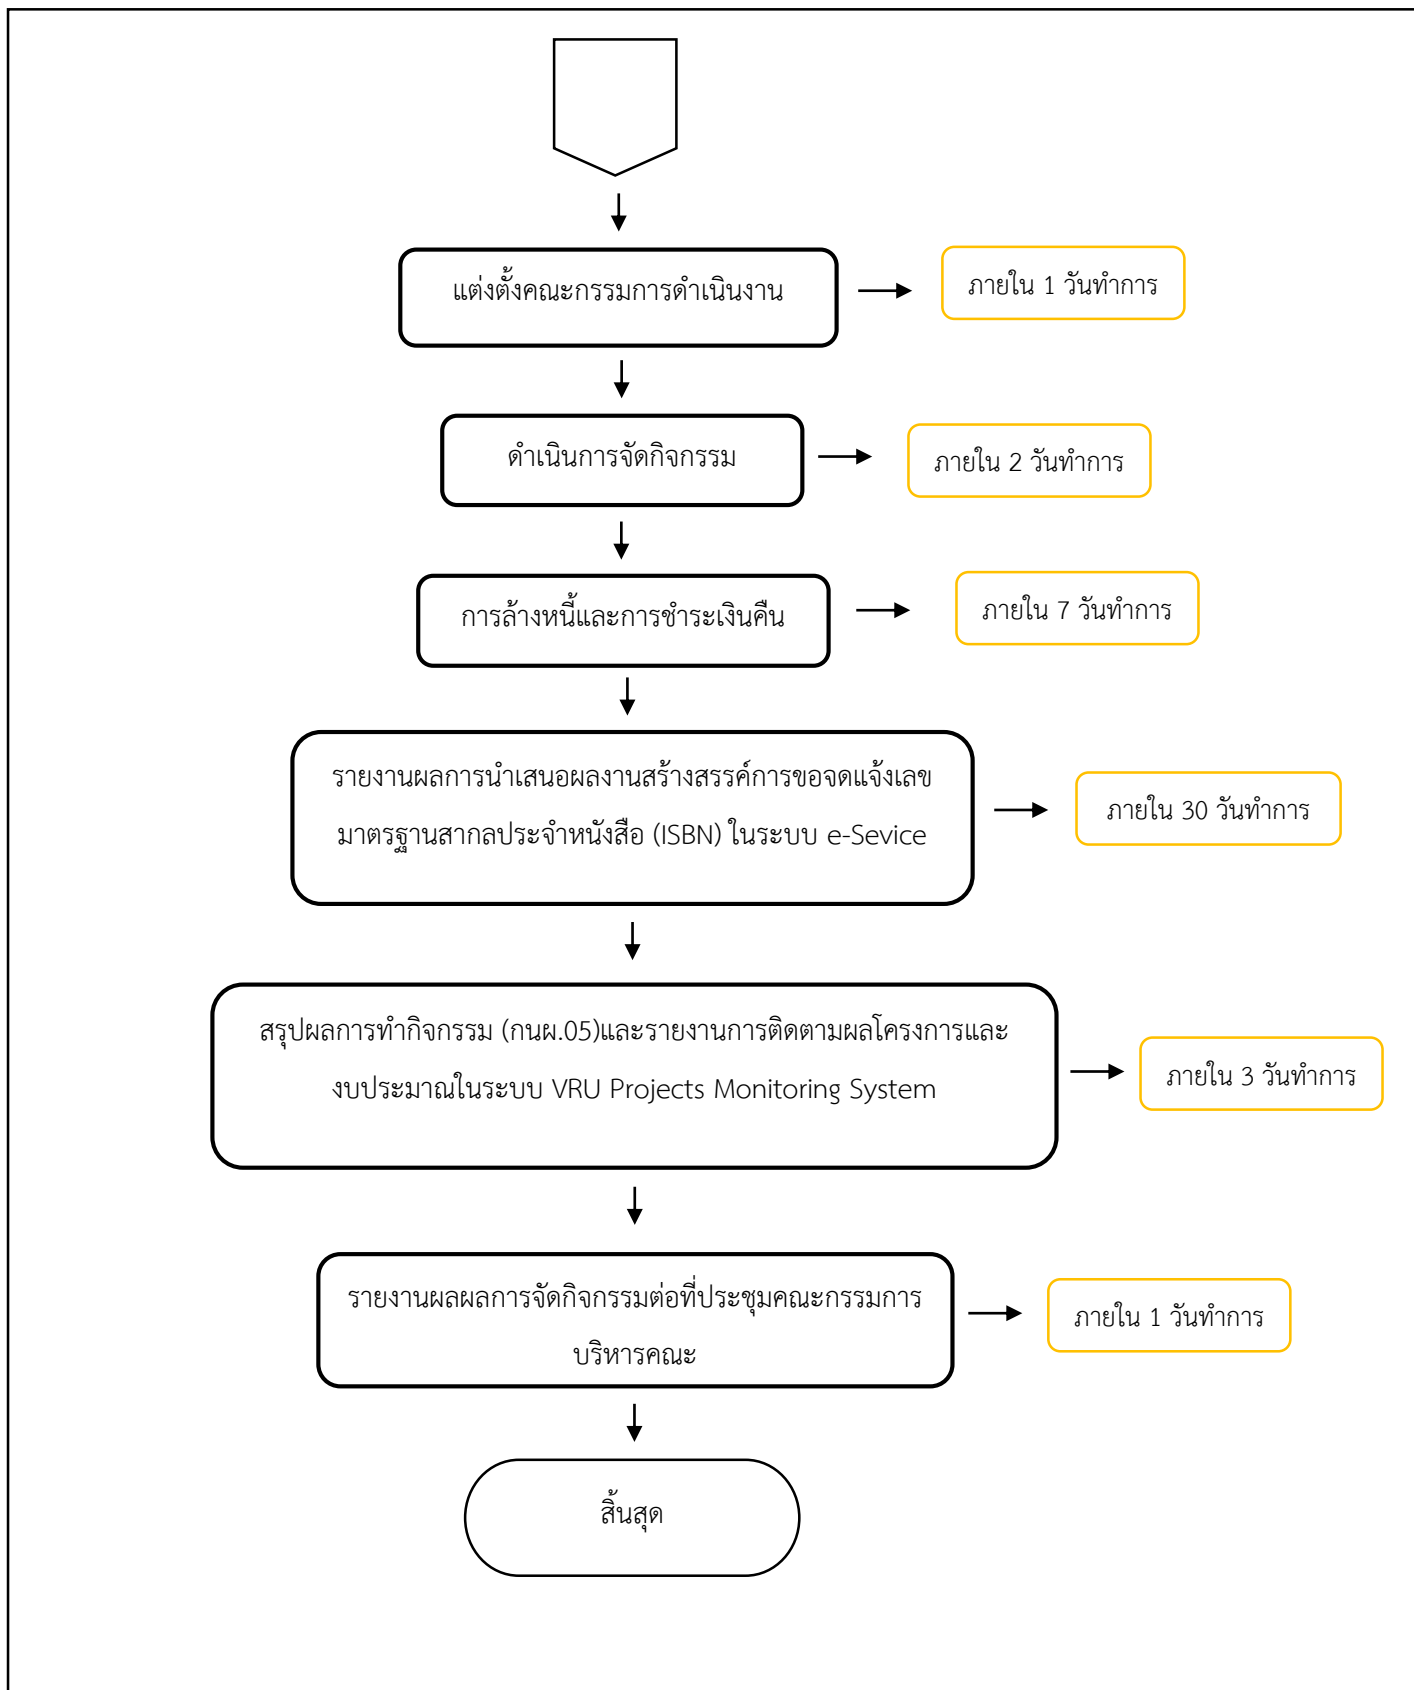 แต่งตั้งคณะกรรมการดำเนินงาน
ภายใน 1 วันทำการ
ดำเนินการจัดกิจกรรม
ภายใน 2 วันทำการ
การล้างหนี้และการชำระเงินคืน
ภายใน 7 วันทำการ
รายงานผลการนำเสนอผลงานสร้างสรรค์การขอจดแจ้งเลข
มาตรฐานสากลประจำหนังสือ (ISBN) ในระบบ e-Sevice
ภายใน 30 วันทำการ
สรุปผลการทำกิจกรรม (กนผ.05)และรายงานการติดตามผลโครงการและ
งบประมาณในระบบ VRU Projects Monitoring System
ภายใน 3 วันทำการ
รายงานผลผลการจัดกิจกรรมต่อที่ประชุมคณะกรรมการ
บริหารคณะ
ภายใน 1 วันทำการ
สิ้นสุด